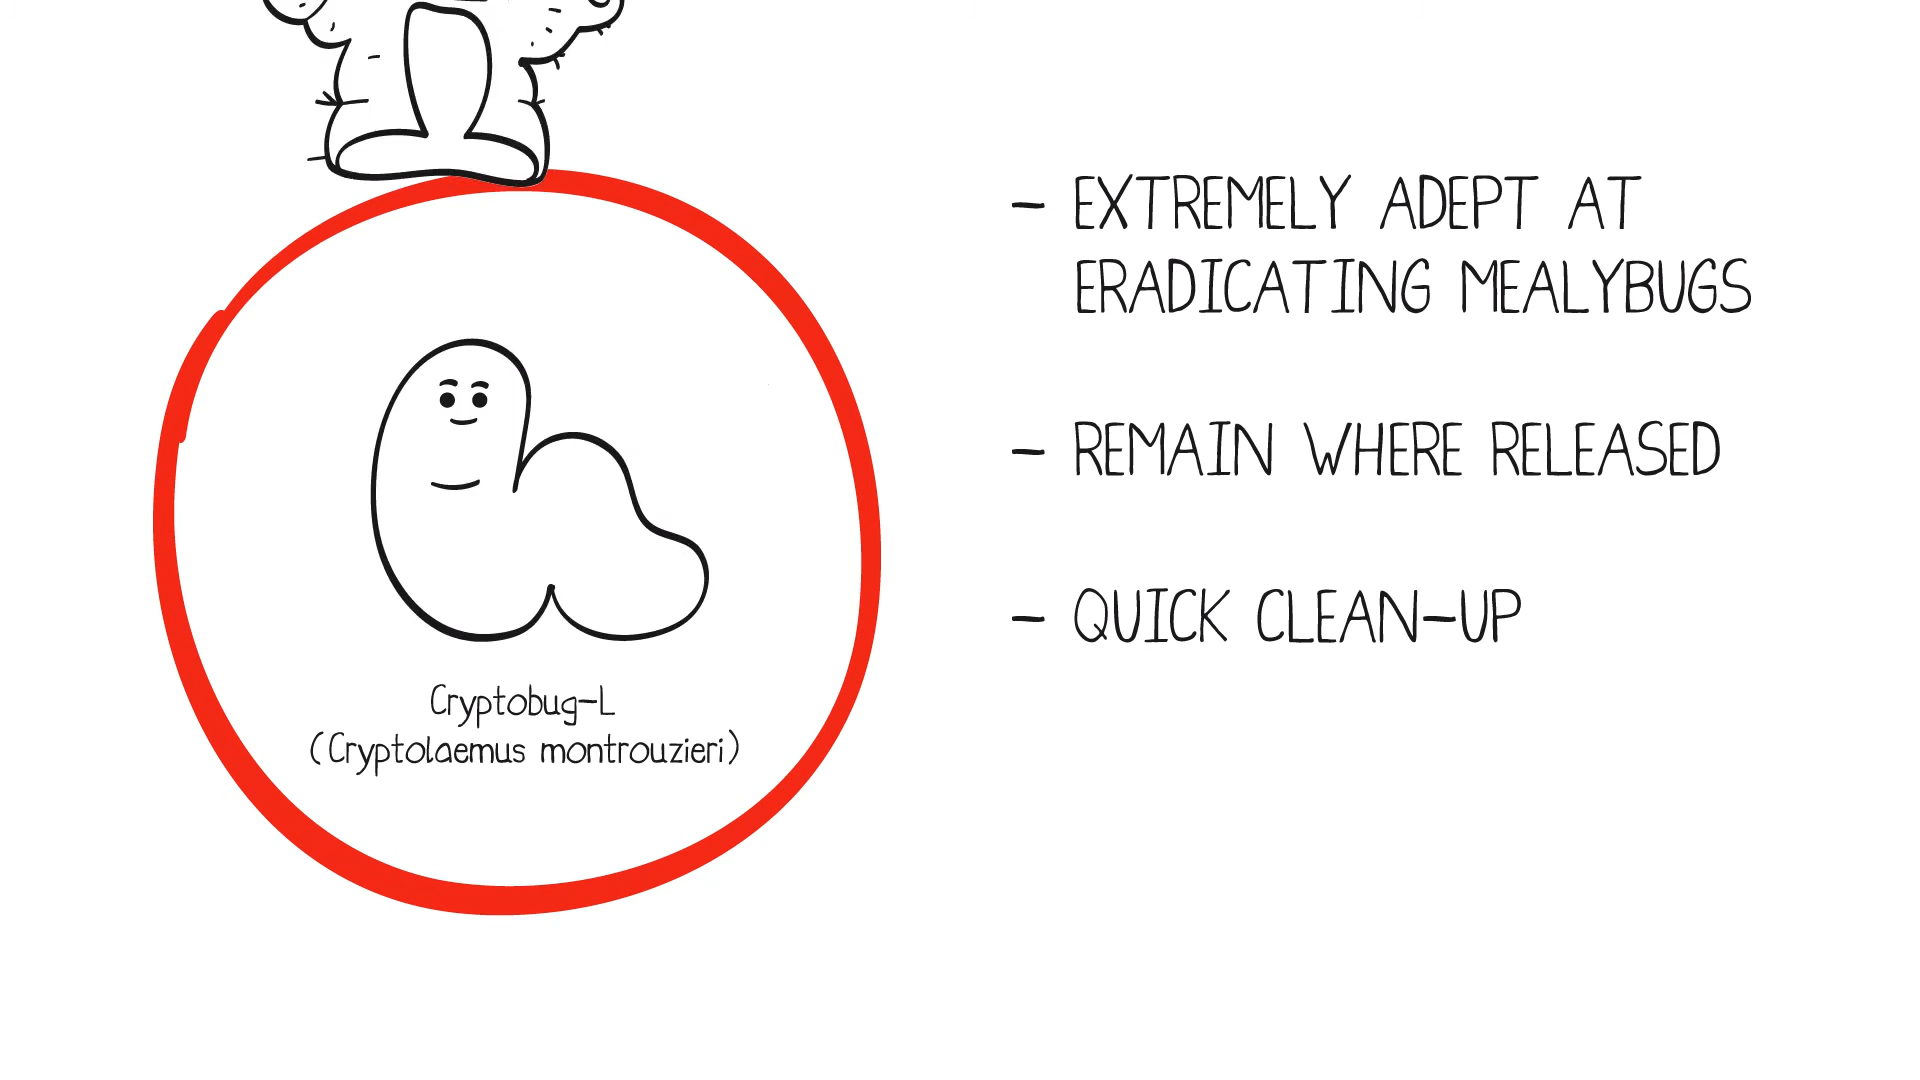 - EXTREMELY ADEPT AT
ERADICATING MEALYBUGS
- REMAIN WHERE RELEASED
- QUICK CLEAN-UP
Cryptobug-L
(Cryptolaemus montrouzieri)